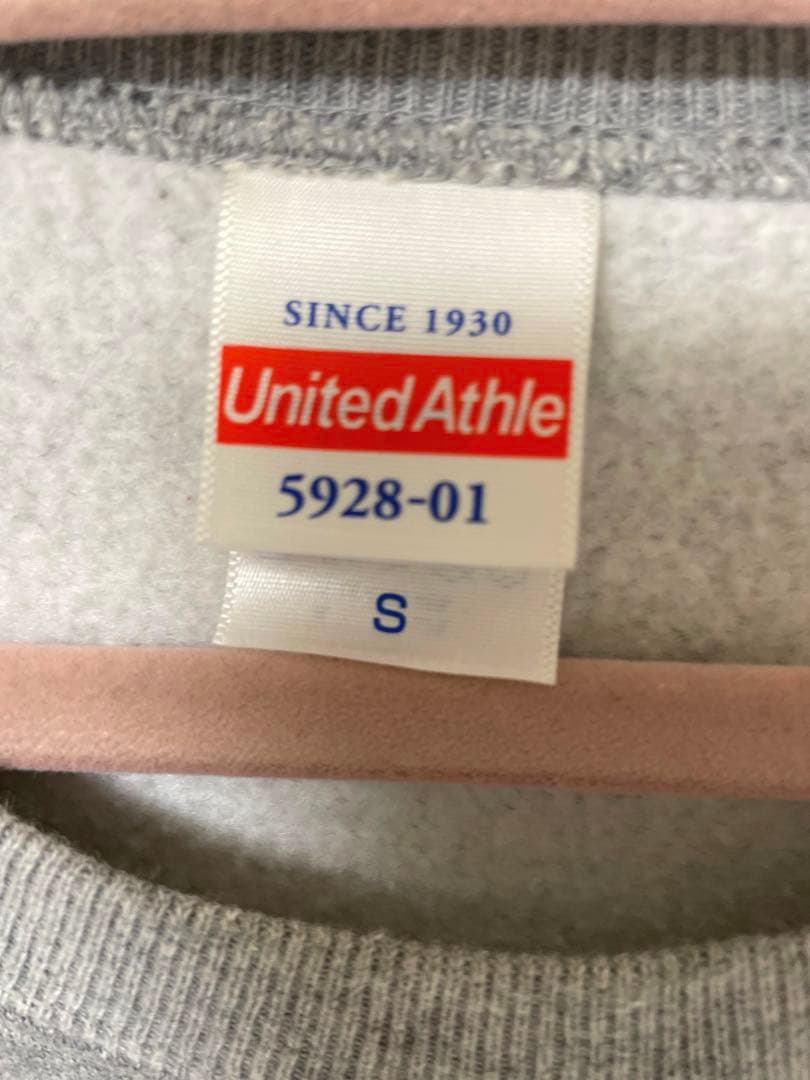 SINCE 1930
United Athle
5928-01
S